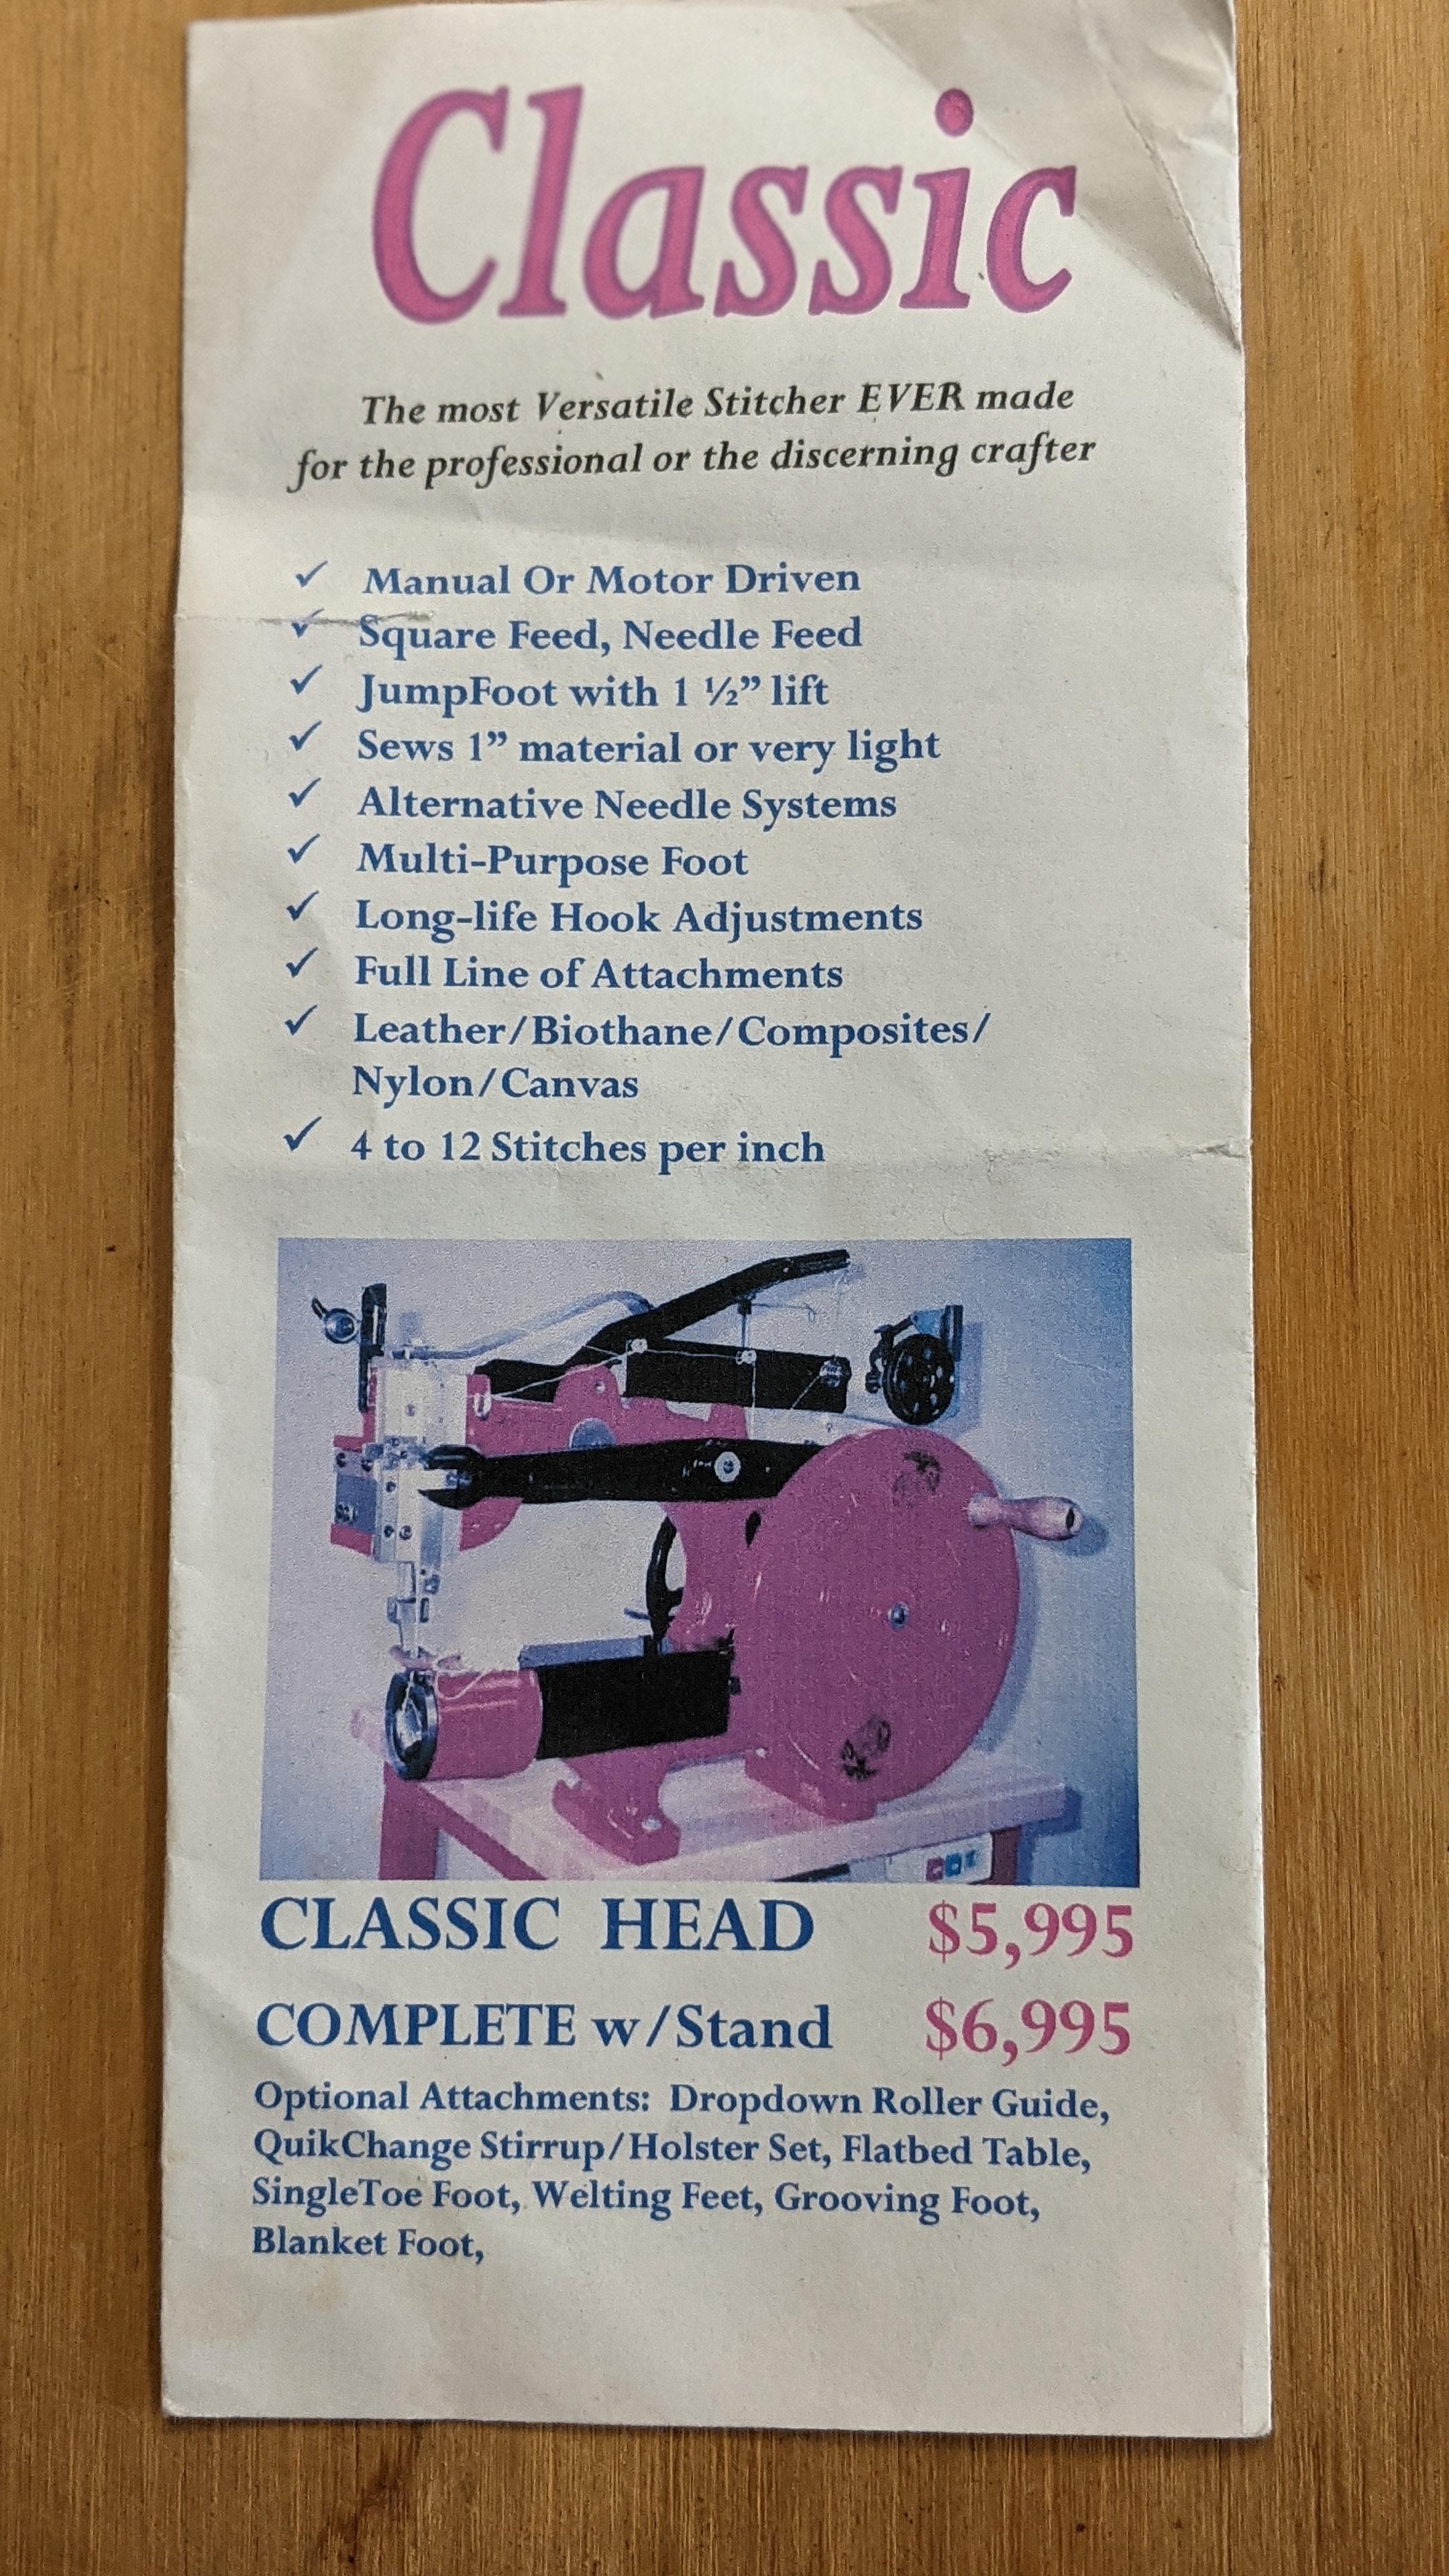 Classic
The most Versatile Stitcher EVER made
for the professional or the discerning crafter
✓ Manual Or Motor Driven
✓ Square Feed, Needle Feed
✓ JumpFoot with 1 ½” lift
✓ Sews 1” material or very light
✓ Alternative Needle Systems
✓ Multi-Purpose Foot
✓ Long-life Hook Adjustments
✓ Full Line of Attachments
✓ Leather/Biothane/Composites/
Nylon/Canvas
✓ 4 to 12 Stitches per inch
CLASSIC HEAD $5,995
COMPLETE w/Stand $6,995
Optional Attachments: Dropdown Roller Guide,
QuikChange Stirrup/Holster Set, Flatbed Table,
SingleToe Foot, Welting Feet, Grooving Foot,
Blanket Foot,